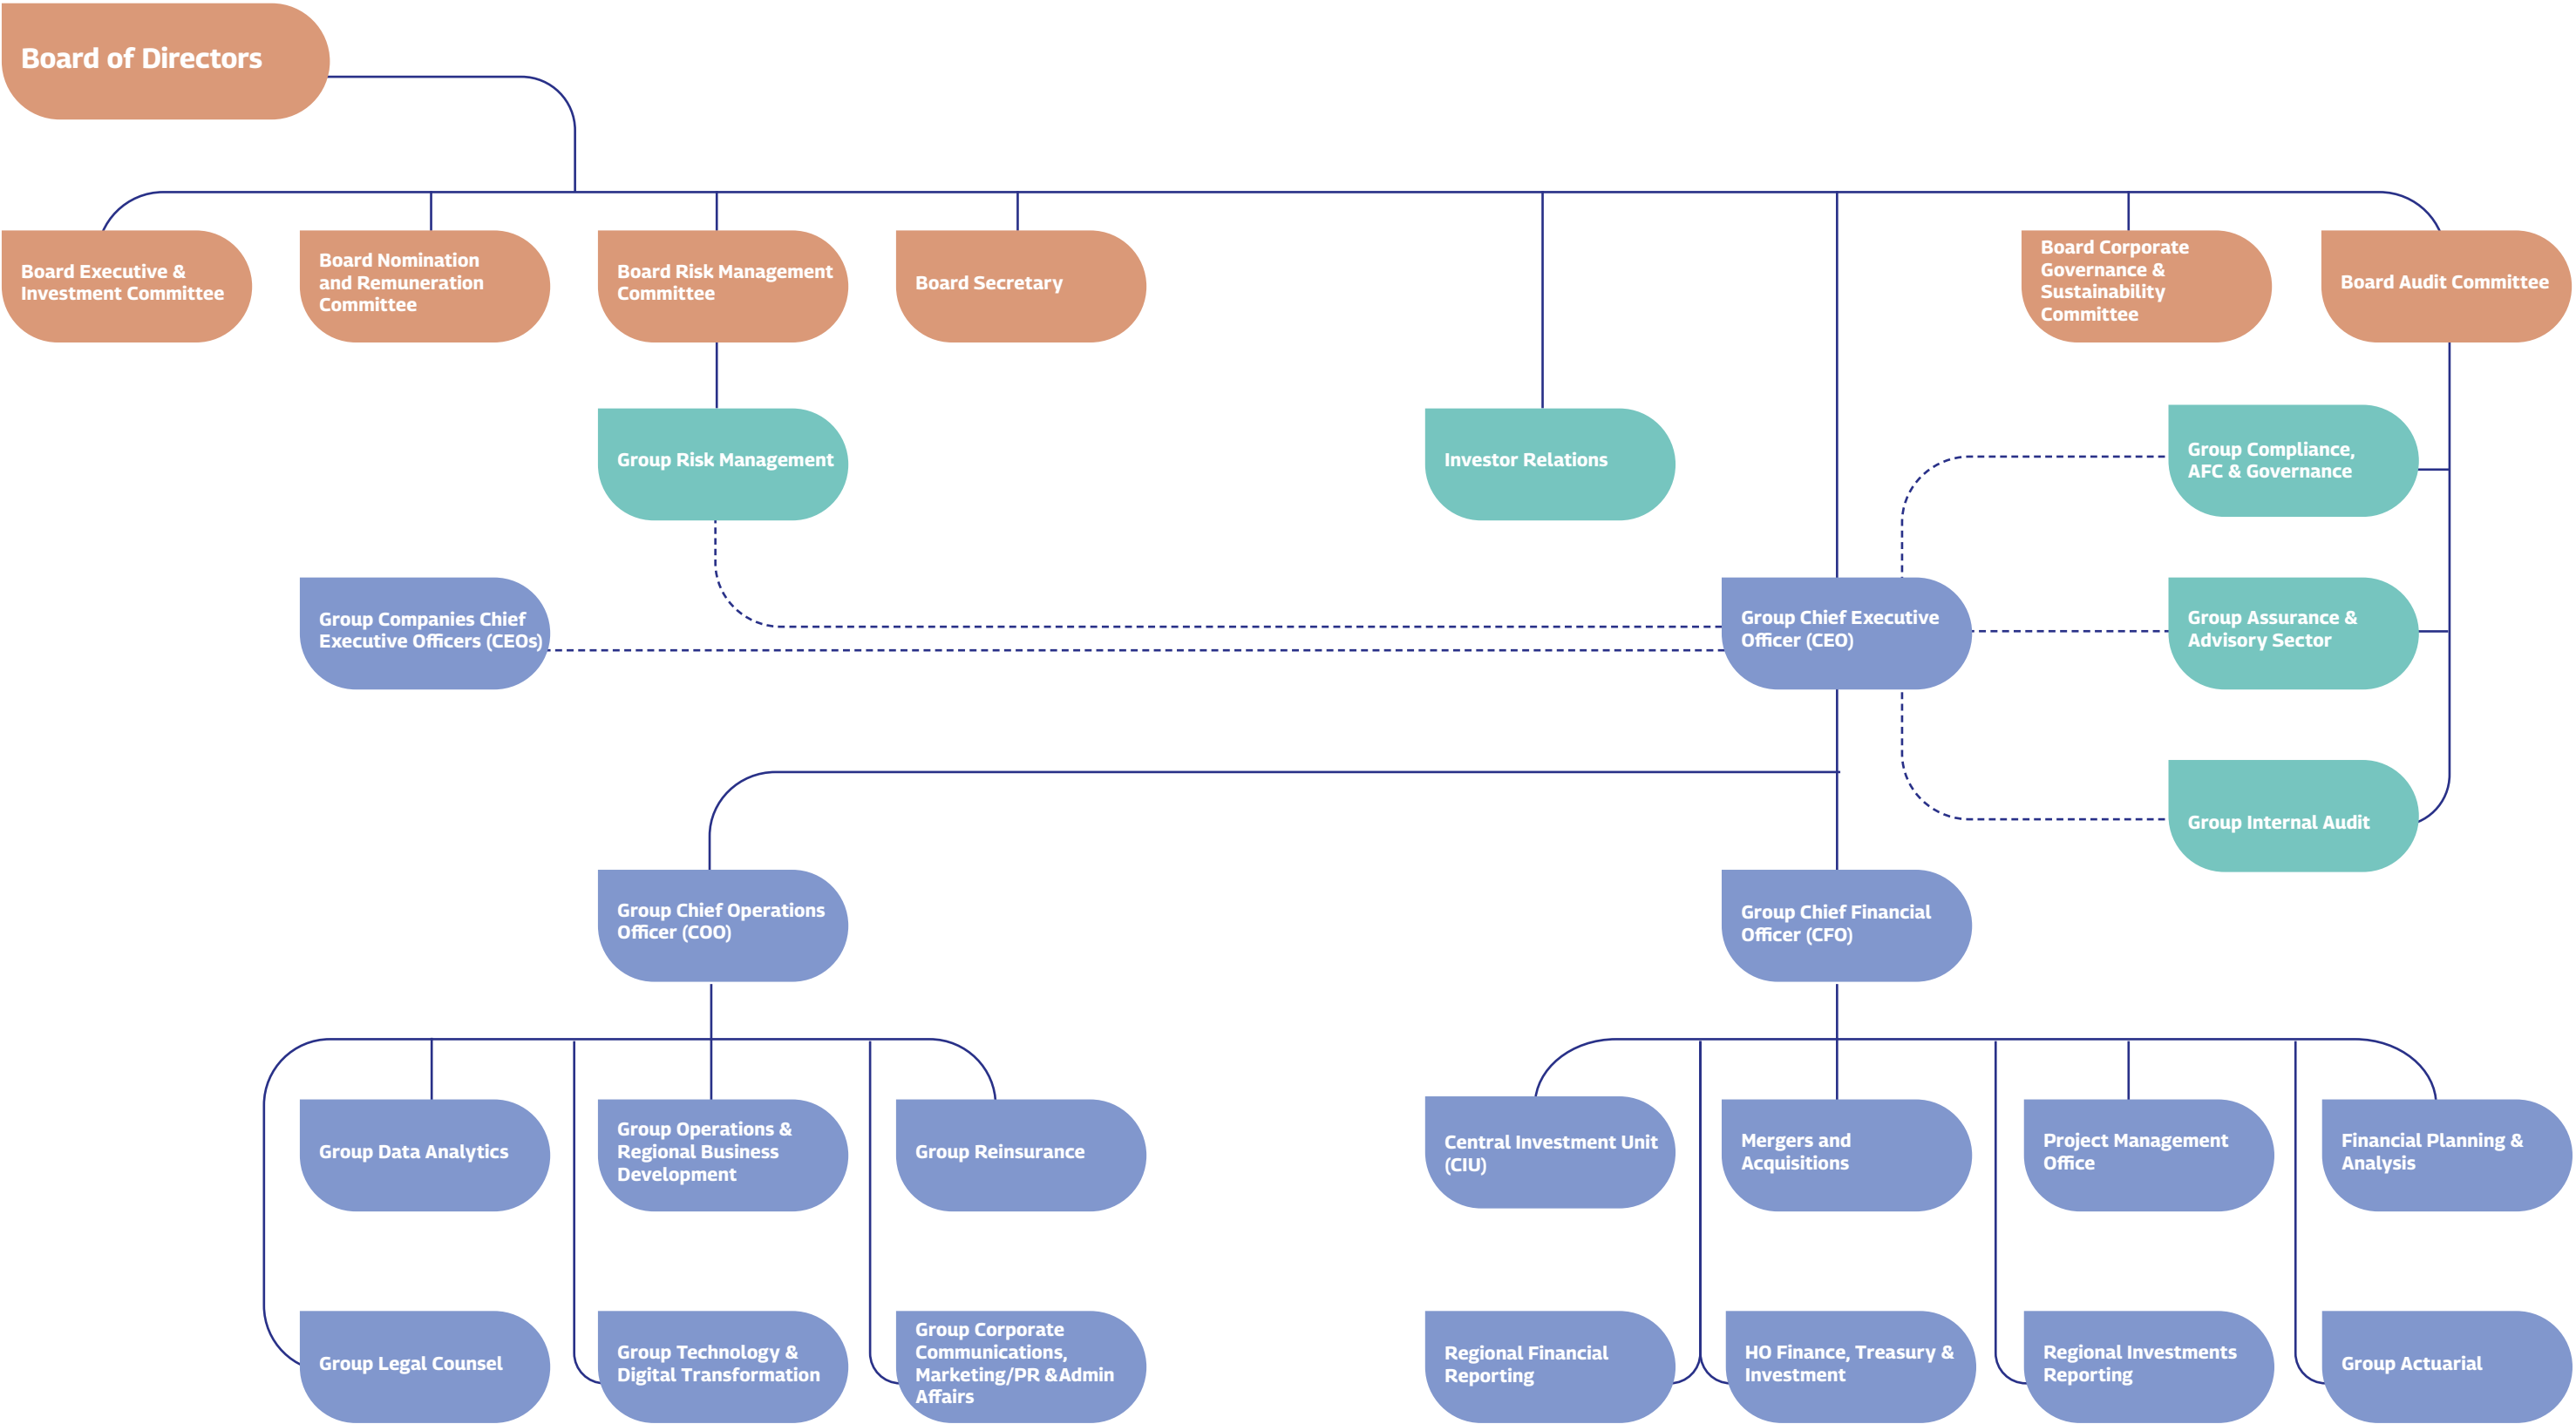 Board of Directors
Board Executive &
Investment Committee
Board Nomination
and Remuneration
Committee
Board Risk Management
Committee
Board Secretary
Board Corporate
Governance &
Sustainability
Committee
Board Audit Committee
Group Risk Management
Investor Relations
Group Compliance,
AFC & Governance
Group Companies Chief
Executive Officers (CEOs)
Group Chief Executive
Officer (CEO)
Group Assurance &
Advisory Sector
Group Internal Audit
Group Chief Operations
Officer (COO)
Group Chief Financial
Officer (CFO)
Group Data Analytics
Group Operations &
Regional Business
Development
Group Reinsurance
Central Investment Unit
(CIU)
Mergers and
Acquisitions
Project Management
Office
Financial Planning &
Analysis
Group Legal Counsel
Group Technology &
Digital Transformation
Group Corporate
Communications,
Marketing/PR &Admin
Affairs
Regional Financial
Reporting
HO Finance, Treasury &
Investment
Regional Investments
Reporting
Group Actuarial